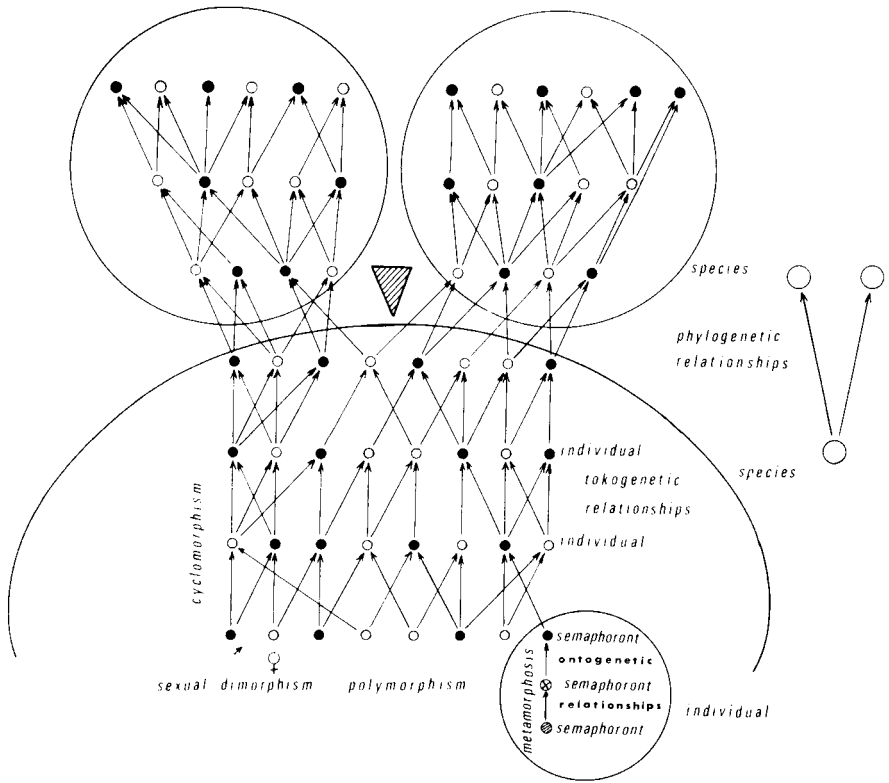 species
phylogenetic
relationships
species
individual
tokogenetic
relationships
individual
cyclomorphism
semaphoront
ontogenetic
semaphoront
relationships
semaphoront
metamorphosis
individual
sexual dimorphism
polymorphism